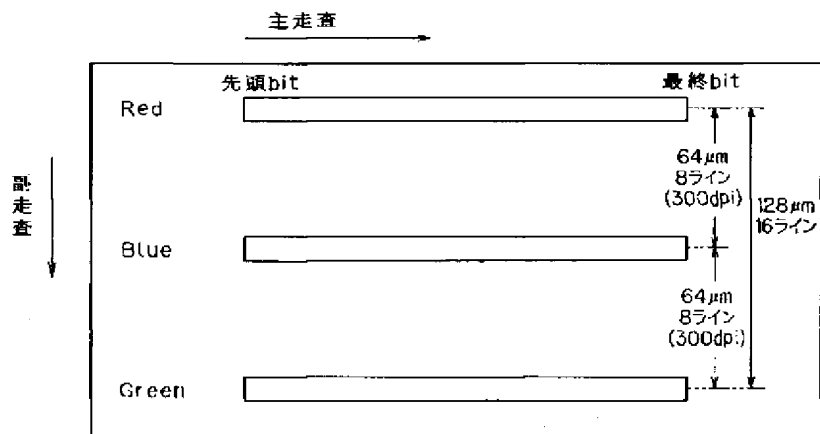 主走査
先頭bit
最終bit
Red
64μm
8ライン
(300dpi)
副走査
128μm
16ライン
Blue
64μm
8ライン
(300dpi)
Green